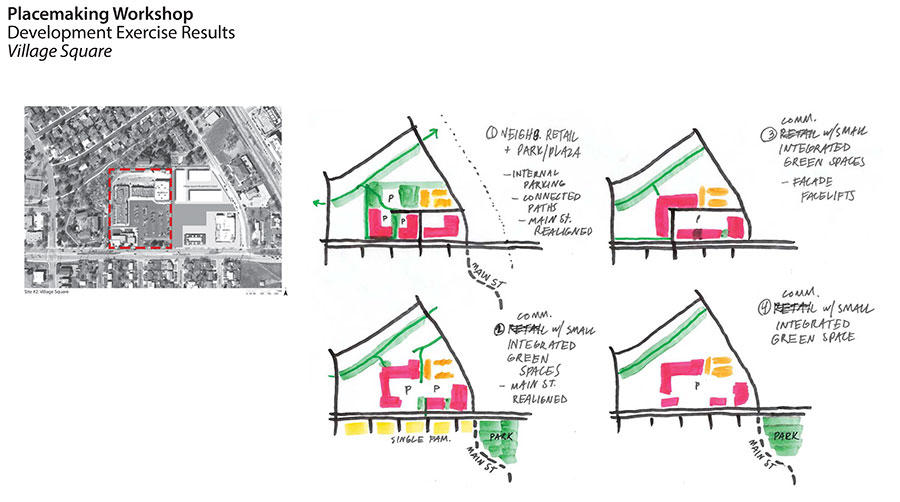 Placemaking Workshop
Development Exercise Results
Village Square
Site #2: Village Square
① NEIGHB. RETAIL
+ PARK/PLAZA
- INTERNAL
PARKING
- CONNECTED
PATHS
- MAIN ST.
REALIGNED
P
P
P
MAIN ST
COMM.
③ RETAIL w/SMALL
INTEGRATED
GREEN SPACES
- FACADE
FACELIFTS
P
COMM.
2 RETAIL w/ SMALL
INTEGRATED
GREEN
SPACES
- MAIN ST.
REALIGNED
P
P
SINGLE FAM.
PARK
MAIN ST
COMM.
④ RETAIL w/ SMALL
INTEGRATED
GREEN SPACE
P
PARK
MAIN ST